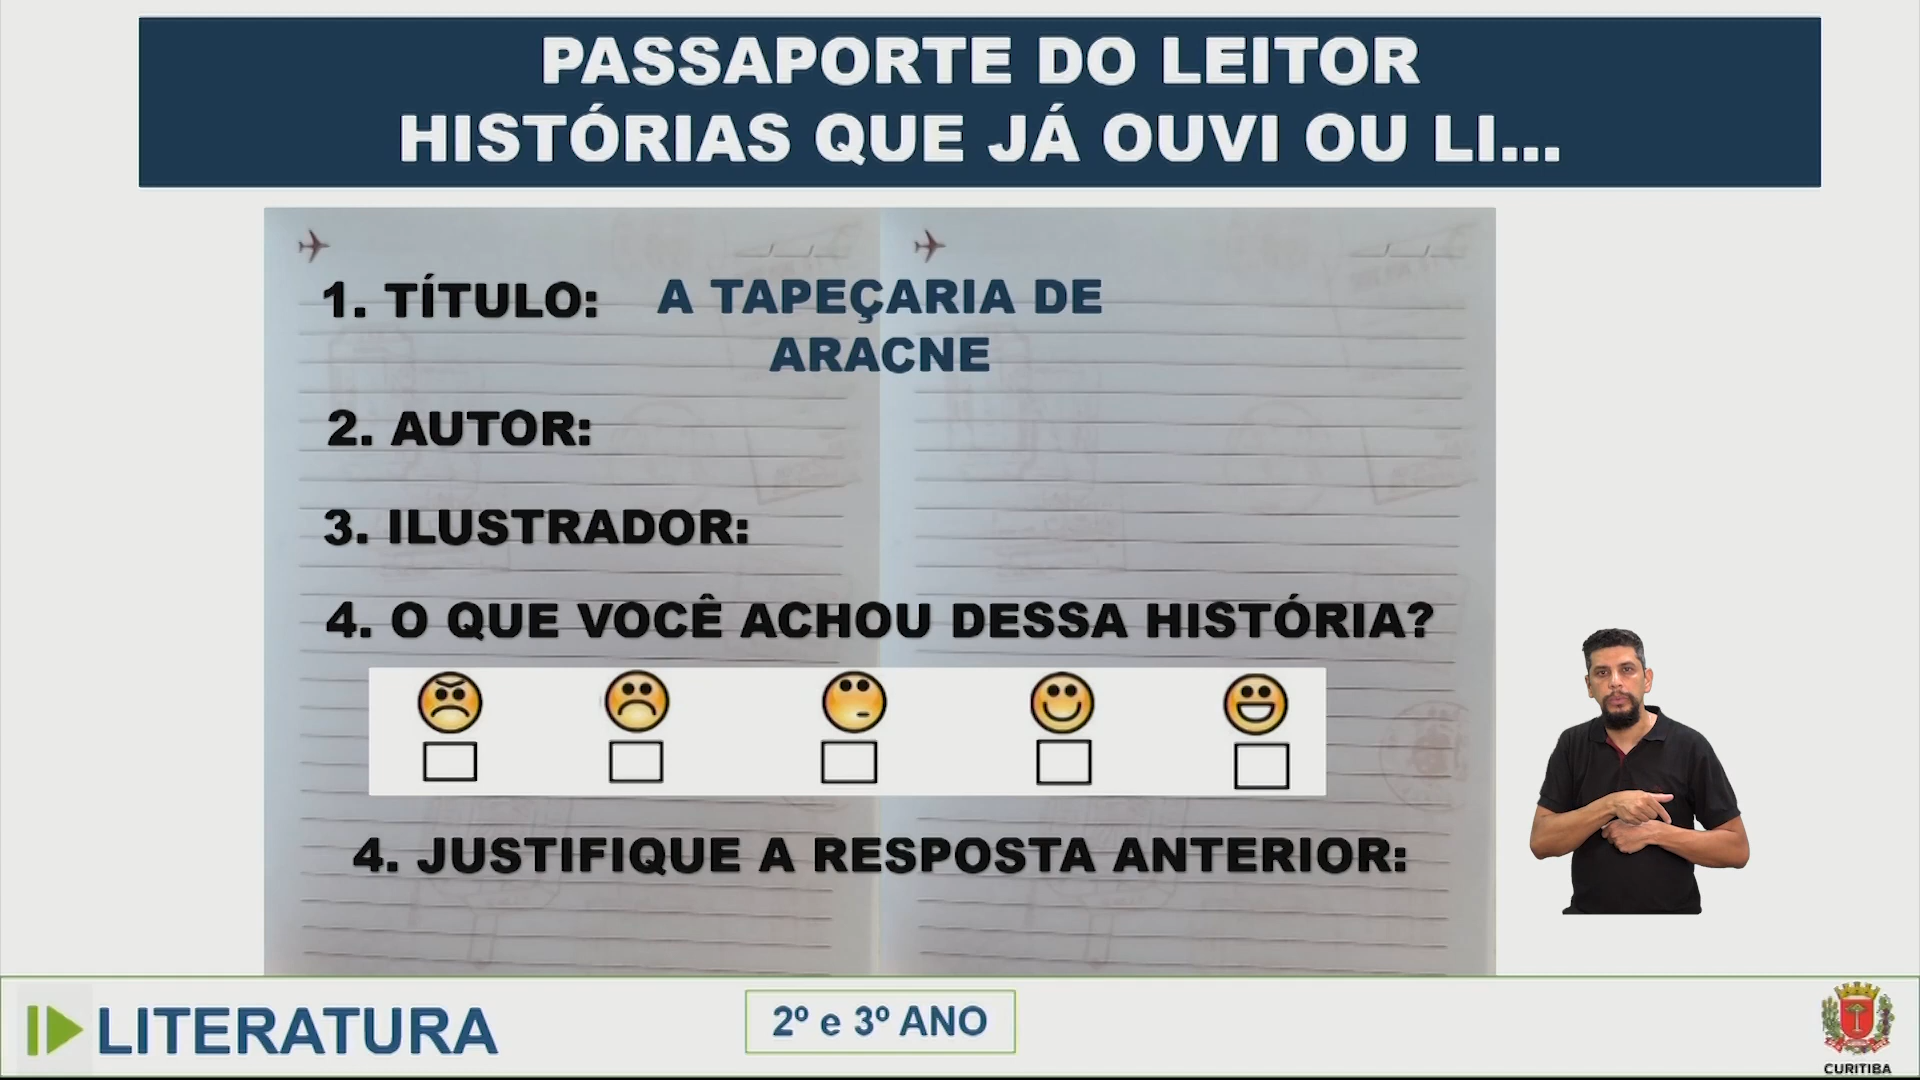 PASSAPORTE DO LEITOR
HISTÓRIAS QUE JÁ OUVI OU LI...
1. TÍTULO: A TAPEÇARIA DE
ARACNE
2. AUTOR:
3. ILUSTRADOR:
4. O QUE VOCÊ ACHOU DESSA HISTÓRIA?
4. JUSTIFIQUE A RESPOSTA ANTERIOR:
LITERATURA
2º e 3º ANO
CURITIBA